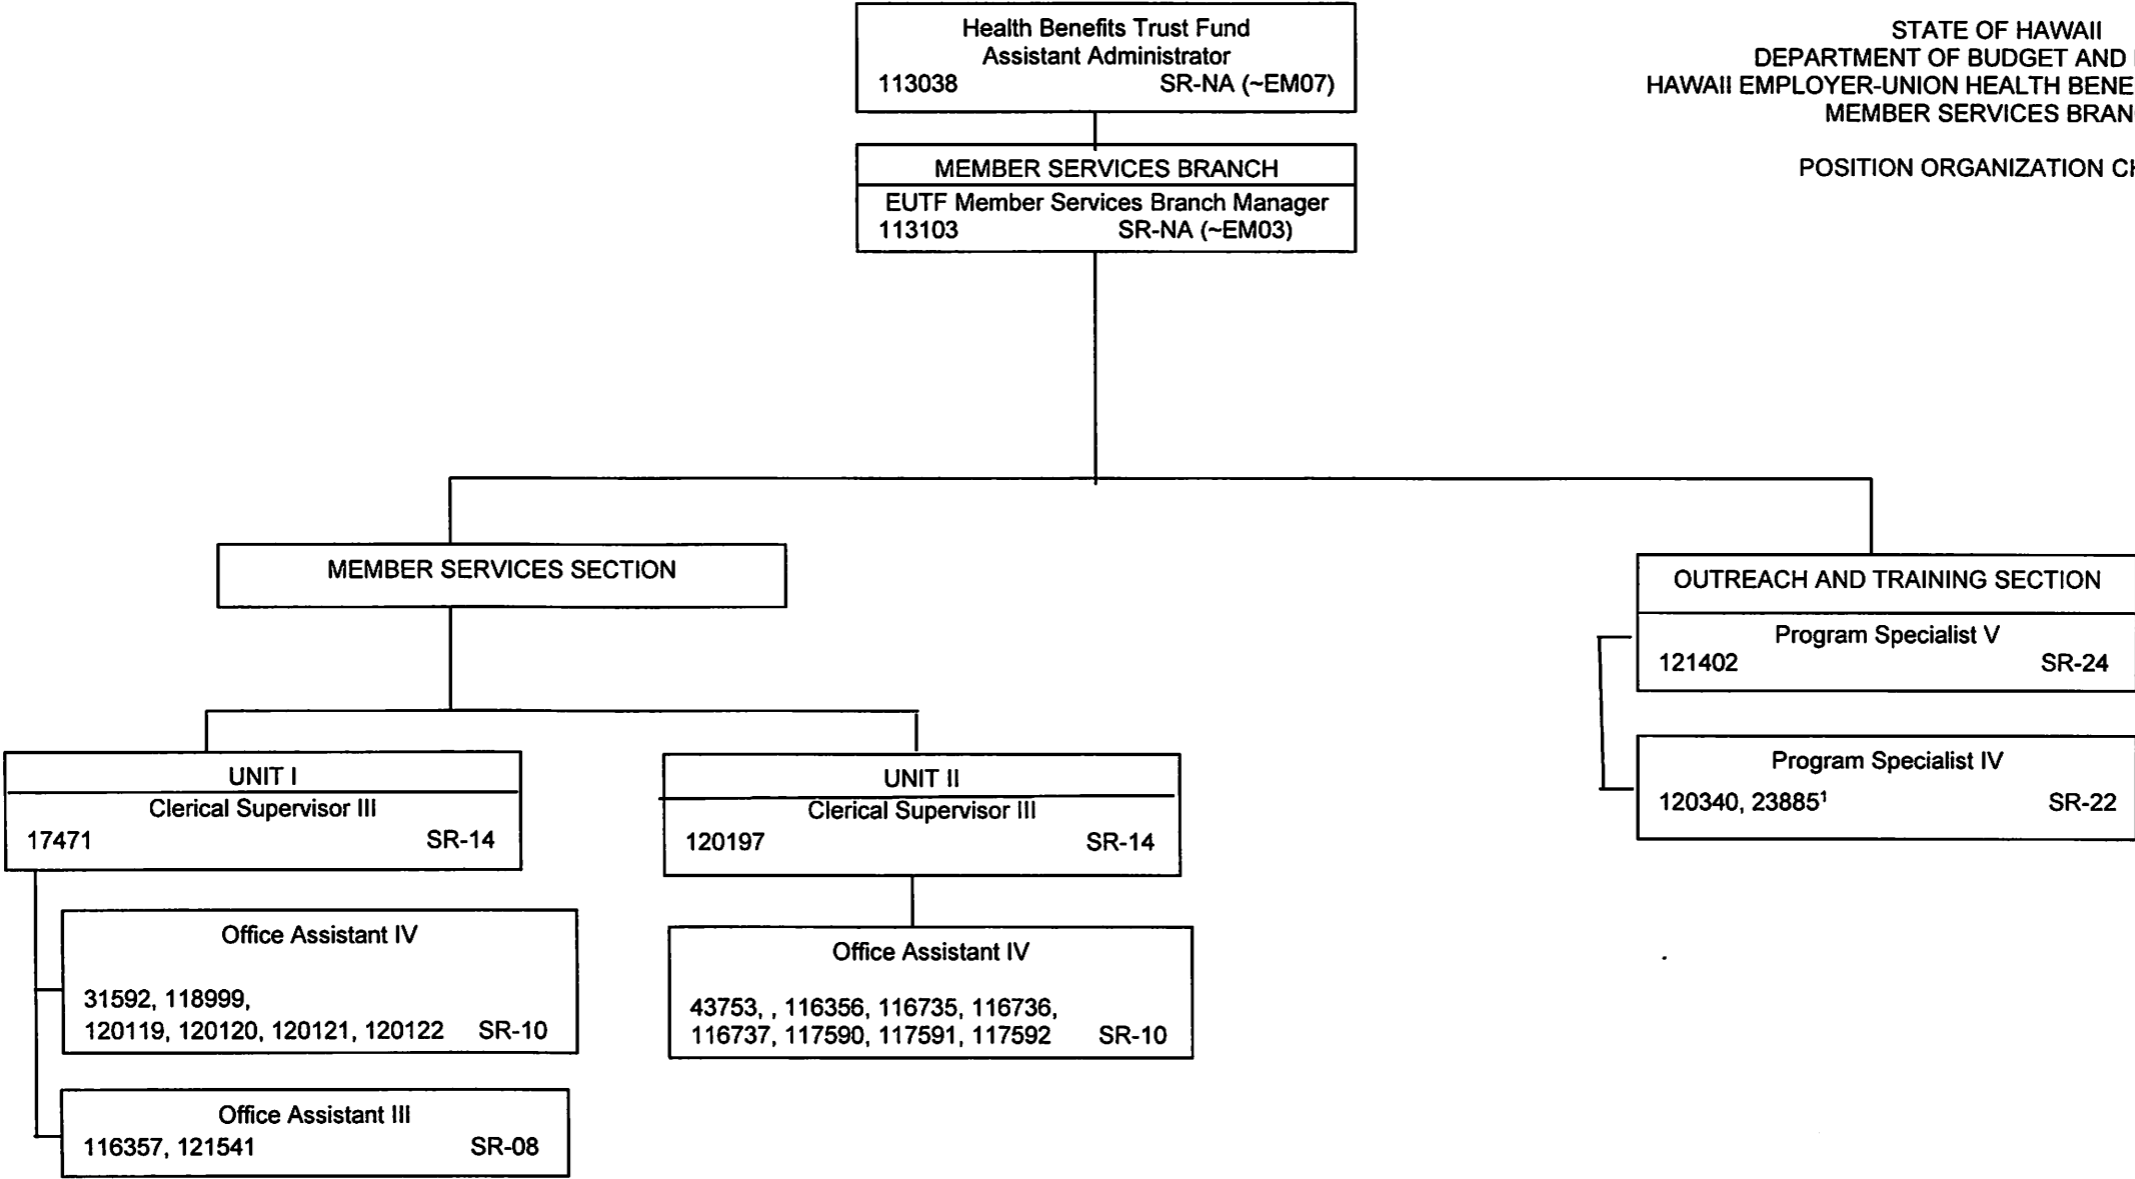 Health Benefits Trust Fund
Assistant Administrator
113038 SR-NA (~EM07)
STATE OF HAWAII
DEPARTMENT OF BUDGET AND
HAWAII EMPLOYER-UNION HEALTH
MEMBER SERVICES
POSITION ORGANIZATION
MEMBER SERVICES BRANCH
EUTF Member Services Branch Manager
113103 SR-NA (~EM03)
MEMBER SERVICES SECTION
OUTREACH AND TRAINING SECTION
Program Specialist V
121402 SR-24
Program Specialist IV
120340, 23885¹ SR-22
UNIT I
Clerical Supervisor III
17471 SR-14
UNIT II
Clerical Supervisor III
120197 SR-14
Office Assistant IV
31592, 118999,
120119, 120120, 120121, 120122 SR-10
Office Assistant IV
43753, , 116356, 116735, 116736,
116737, 117590, 117591, 117592 SR-10
Office Assistant III
116357, 121541 SR-08